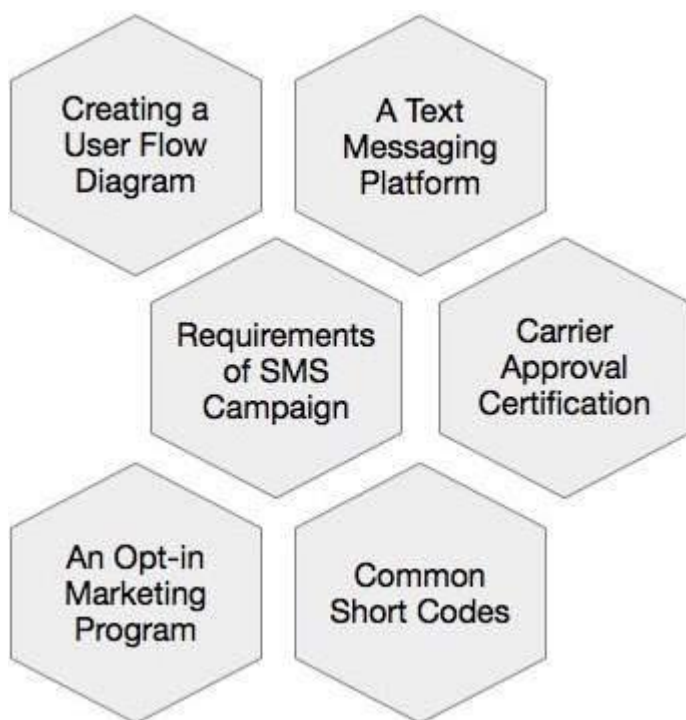 Creating a
User Flow
Diagram
A Text
Messaging
Platform
Requirements
of SMS
Campaign
Carrier
Approval
Certification
An Opt-in
Marketing
Program
Common
Short Codes